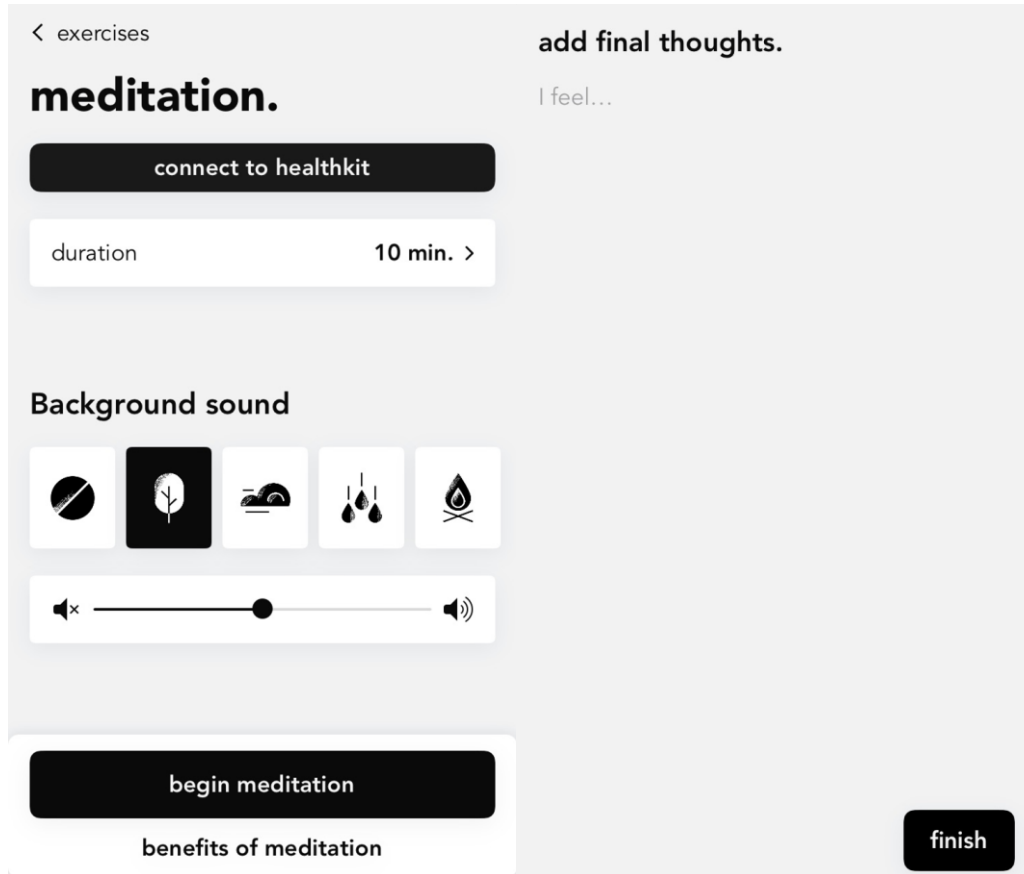 exercises
meditation.
connect to healthkit
duration 10 min.
Background sound
begin meditation
benefits of meditation
add final thoughts.
I feel...
finish